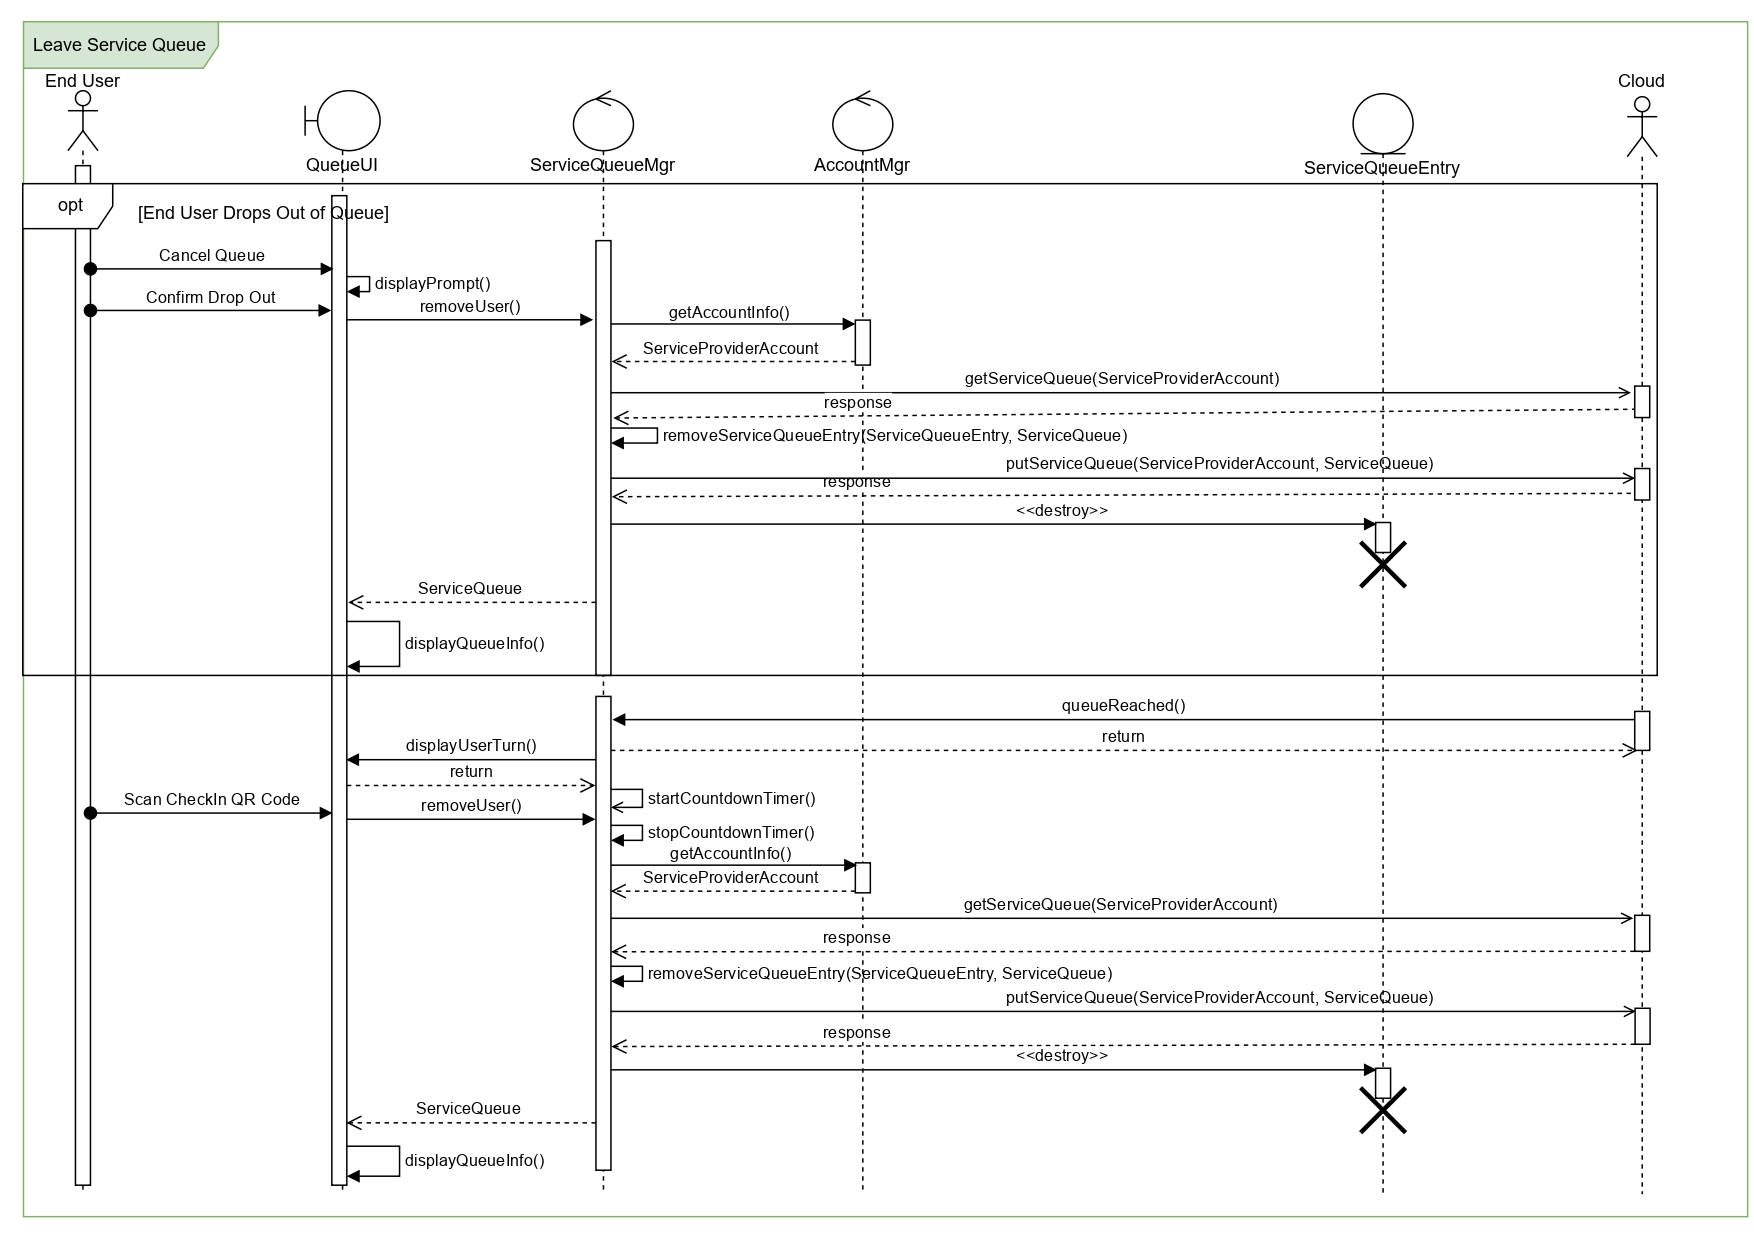 Leave Service Queue
End User
Cloud
QueueUI
ServiceQueueMgr
AccountMgr
ServiceQueueEntry
opt
[End User Drops Out of Queue]
Cancel Queue
displayPrompt()
Confirm Drop Out
removeUser()
getAccountInfo()
ServiceProviderAccount
getServiceQueue(ServiceProviderAccount)
response
removeServiceQueueEntry(ServiceQueueEntry, ServiceQueue)
putServiceQueue(ServiceProviderAccount, ServiceQueue)
response
<<destroy>>
ServiceQueue
displayQueueInfo()
queueReached()
return
displayUserTurn()
return
Scan CheckIn QR Code
removeUser()
startCountdownTimer()
stopCountdownTimer()
getAccountInfo()
ServiceProviderAccount
getServiceQueue(ServiceProviderAccount)
response
removeServiceQueueEntry(ServiceQueueEntry, ServiceQueue)
putServiceQueue(ServiceProviderAccount, ServiceQueue)
response
<<destroy>>
ServiceQueue
displayQueueInfo()